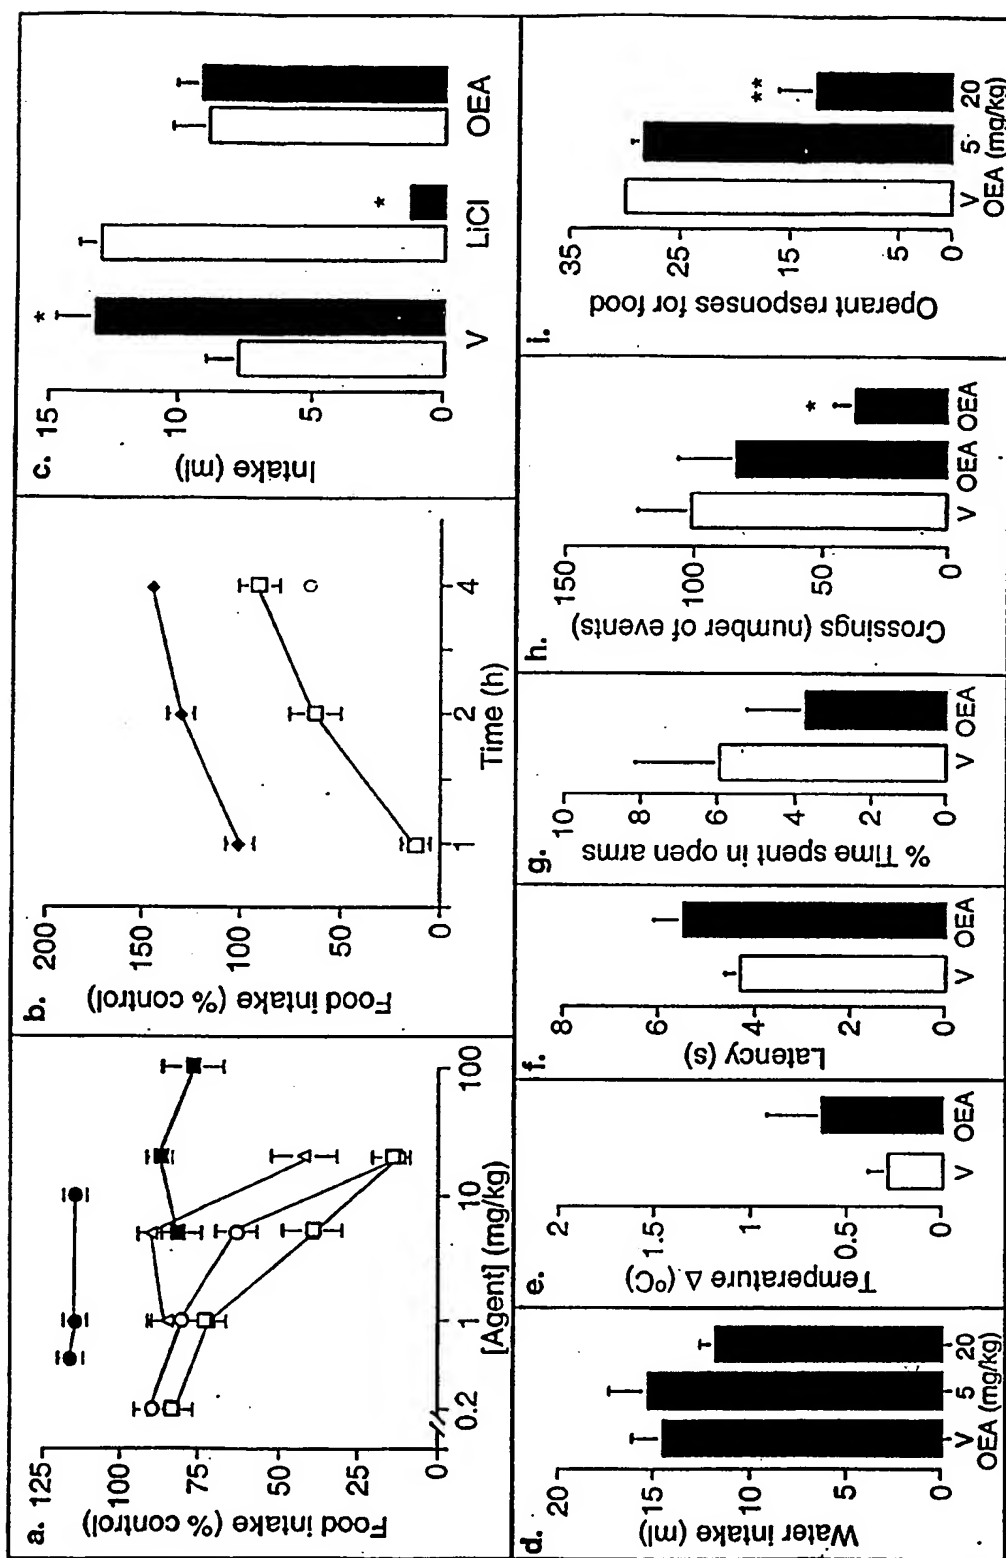 a.
125
100
75
50
25
0
Food intake (% control)
0.2
1
10
100
[Agent] (mg/kg)
b.
200
150
100
50
0
Food intake (% control)
1
2
4
Time (h)
c.
15
10
5
0
Intake (ml)
*
*
V
LiCl
OEA
d.
20
15
10
5
0
Water intake (ml)
V
5
20
OEA (mg/kg)
e.
2
1.5
1
0.5
0
Temperature Δ (ºC)
V
OEA
f.
8
6
4
2
0
Latency (s)
V
OEA
g.
10
8
6
4
2
0
% Time spent in open arms
V
OEA
h.
150
100
50
0
Crossings (number of events)
*
V OEA OEA
i.
35
25
15
5
0
Operant responses for food
**
V
5
20
OEA (mg/kg)